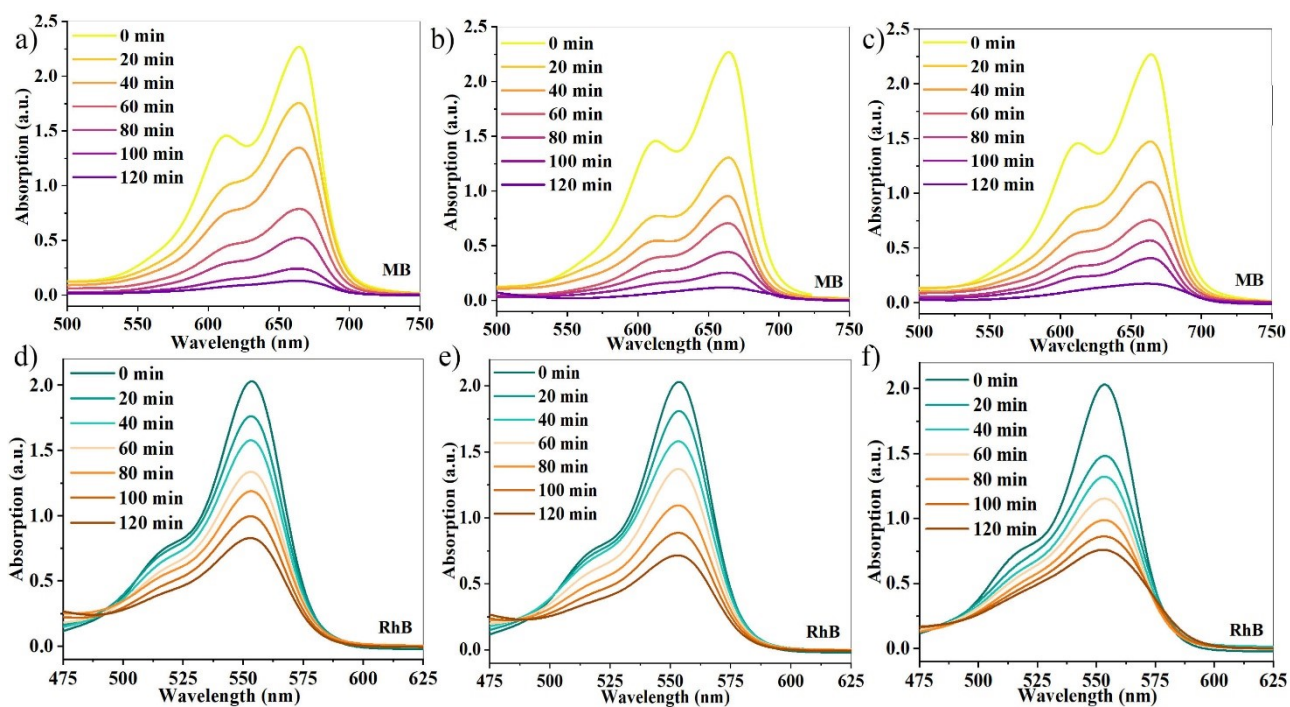 a)
2.5
2.0
1.5
1.0
0.5
0.0
Absorption (a.u.)
0 min
20 min
40 min
60 min
80 min
100 min
120 min
MB
500 550 600 650 700 750
Wavelength (nm)
b)
2.5
2.0
1.5
1.0
0.5
0.0
Absorption (a.u.)
0 min
20 min
40 min
60 min
80 min
100 min
120 min
MB
500 550 600 650 700 750
Wavelength (nm)
c)
2.5
2.0
1.5
1.0
0.5
0.0
Absorption (a.u.)
0 min
20 min
40 min
60 min
80 min
100 min
120 min
MB
500 550 600 650 700 750
Wavelength (nm)
d)
2.0
1.5
1.0
0.5
0.0
Absorption (a.u.)
0 min
20 min
40 min
60 min
80 min
100 min
120 min
RhB
475 500 525 550 575 600 625
Wavelength (nm)
e)
2.0
1.5
1.0
0.5
0.0
Absorption (a.u.)
0 min
20 min
40 min
60 min
80 min
100 min
120 min
RhB
475 500 525 550 575 600 625
Wavelength (nm)
f)
2.0
1.5
1.0
0.5
0.0
Absorption (a.u.)
0 min
20 min
40 min
60 min
80 min
100 min
120 min
RhB
475 500 525 550 575 600 625
Wavelength (nm)